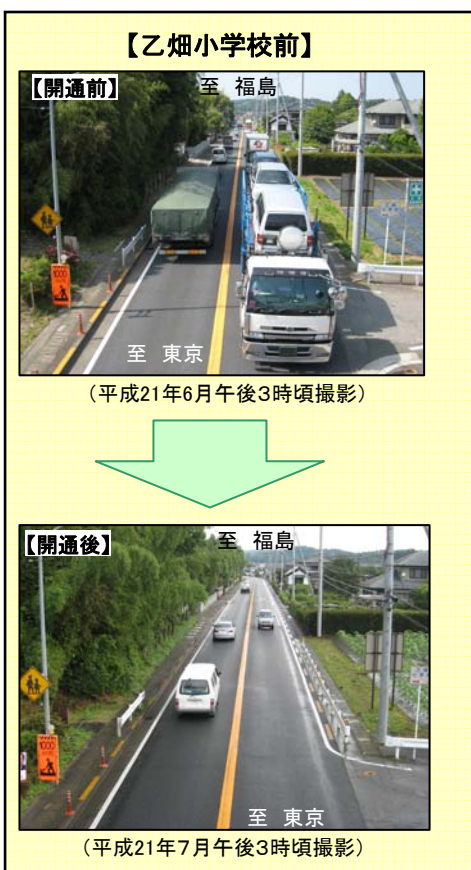 【乙畑小学校前】
【開通前】
至 福島
1000
至 東京
（平成21年6月午後3時頃撮影）
【開通後】
至 福島
1000
至 東京
（平成21年7月午後3時頃撮影）